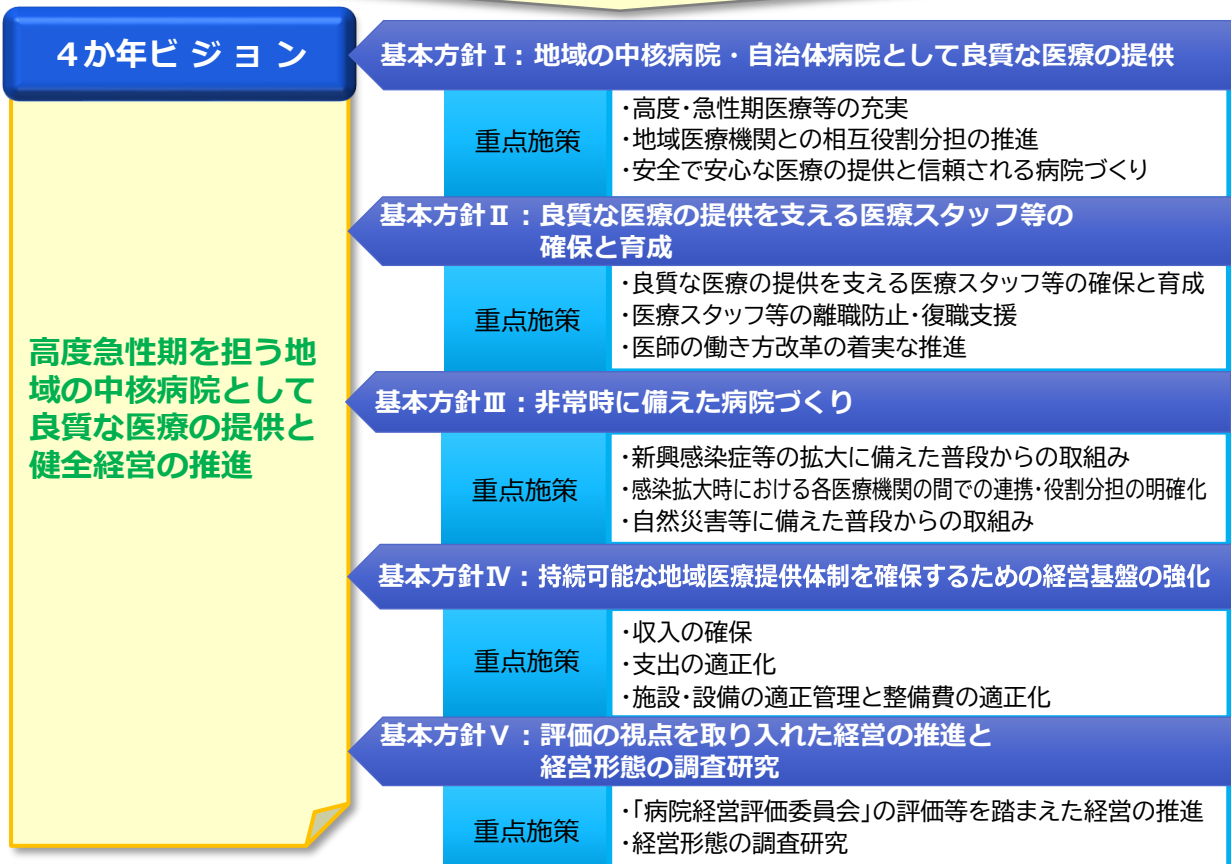 4か年ビジョン
高度急性期を担う地
域の中核病院として
良質な医療の提供と
健全経営の推進
基本方針Ⅰ：地域の中核病院・自治体病院として良質な医療の提供
重点施策
・高度・急性期医療等の充実
・地域医療機関との相互役割分担の推進
・安全で安心な医療の提供と信頼される病院づくり
基本方針Ⅱ：良質な医療の提供を支える医療スタッフ等の
確保と育成
重点施策
・良質な医療の提供を支える医療スタッフ等の確保と育成
・医療スタッフ等の離職防止・復職支援
・医師の働き方改革の着実な推進
基本方針Ⅲ：非常時に備えた病院づくり
重点施策
・新興感染症等の拡大に備えた普段からの取組み
・感染拡大時における各医療機関の間での連携・役割分担の明確化
・自然災害等に備えた普段からの取組み
基本方針Ⅳ：持続可能な地域医療提供体制を確保するための経営基盤の強化
重点施策
・収入の確保
・支出の適正化
・施設・設備の適正管理と整備費の適正化
基本方針Ⅴ：評価の視点を取り入れた経営の推進と
経営形態の調査研究
重点施策
・「病院経営評価委員会」の評価等を踏まえた経営の推進
・経営形態の調査研究